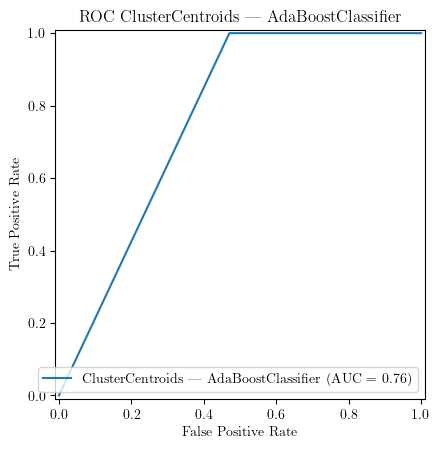 ROC ClusterCentroids — AdaBoostClassifier
1.0
0.8
0.6
0.4
0.2
0.0
True Positive Rate
ClusterCentroids — AdaBoostClassifier (AUC = 0.76)
0.0 0.2 0.4 0.6 0.8 1.0
False Positive Rate